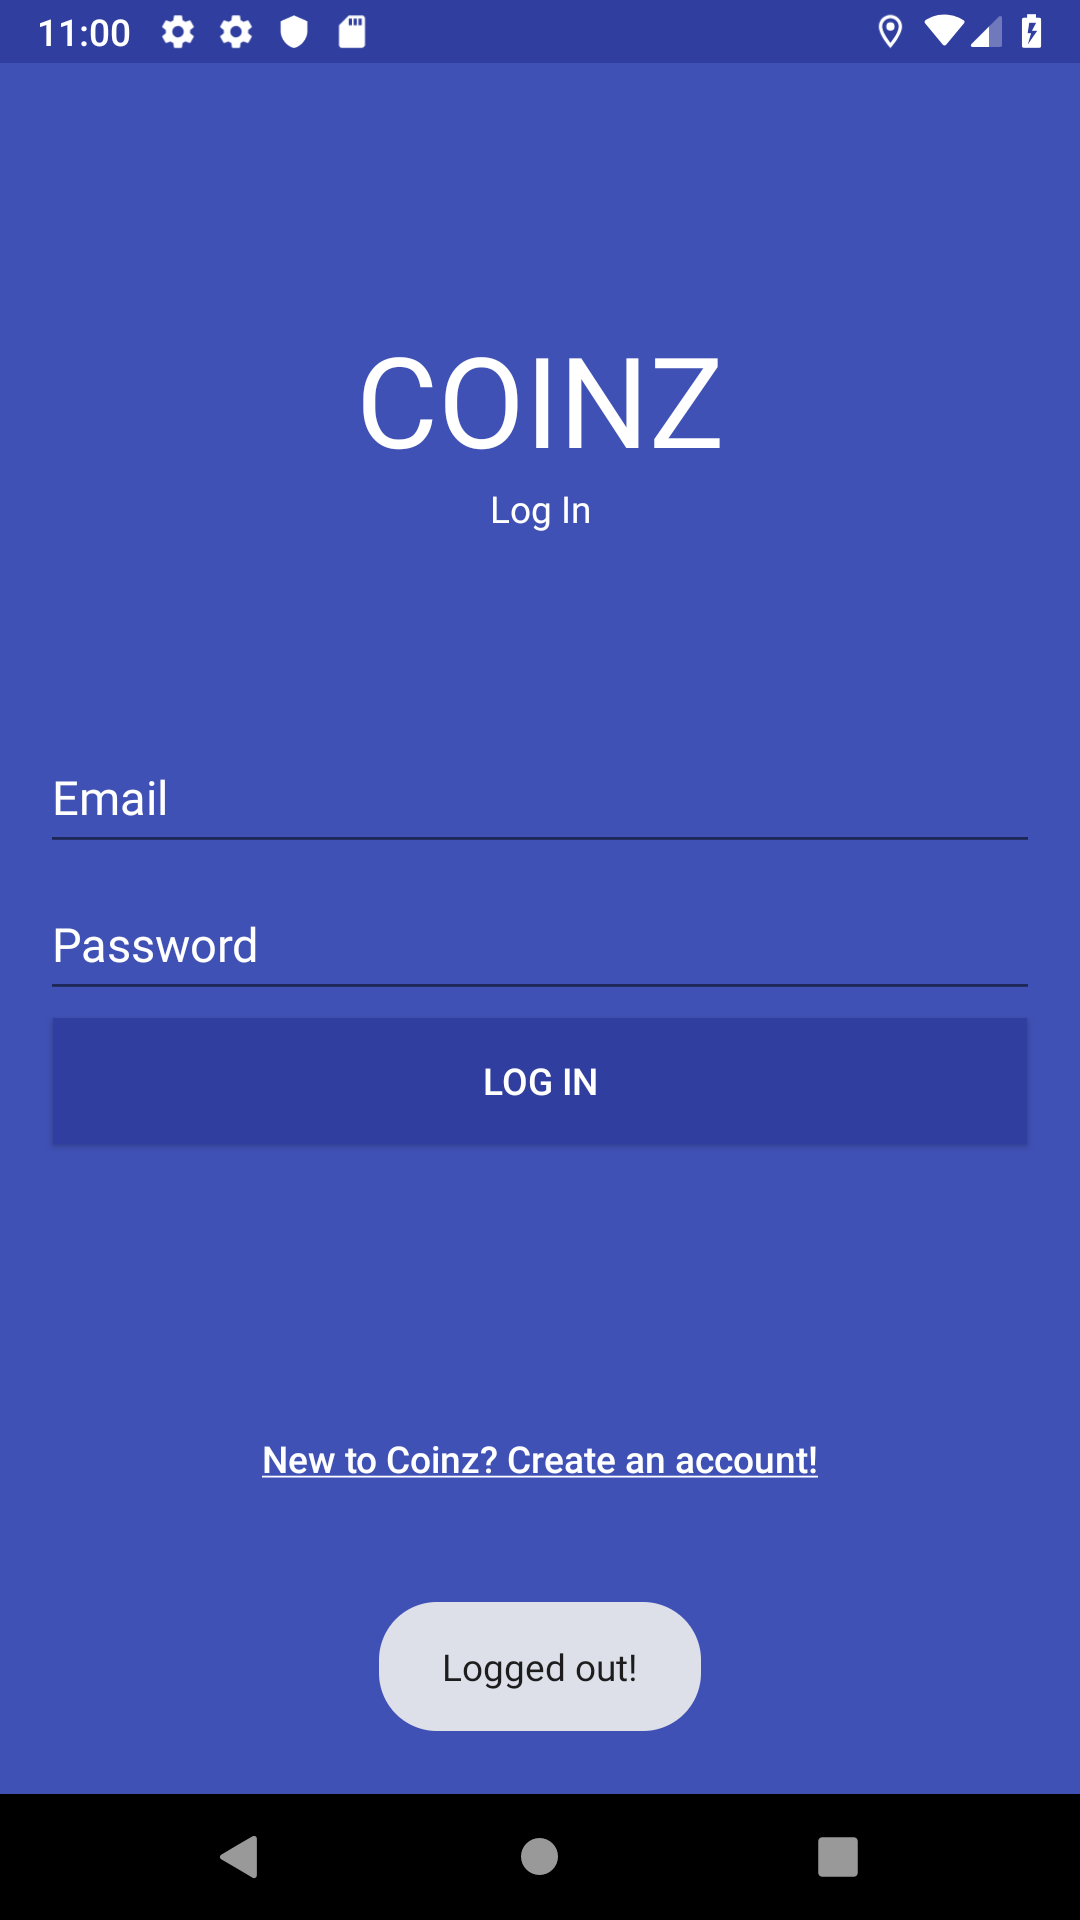 11:00
COINZ
Log In
Email
Password
LOG IN
New to Coinz? Create an account!
Logged out!